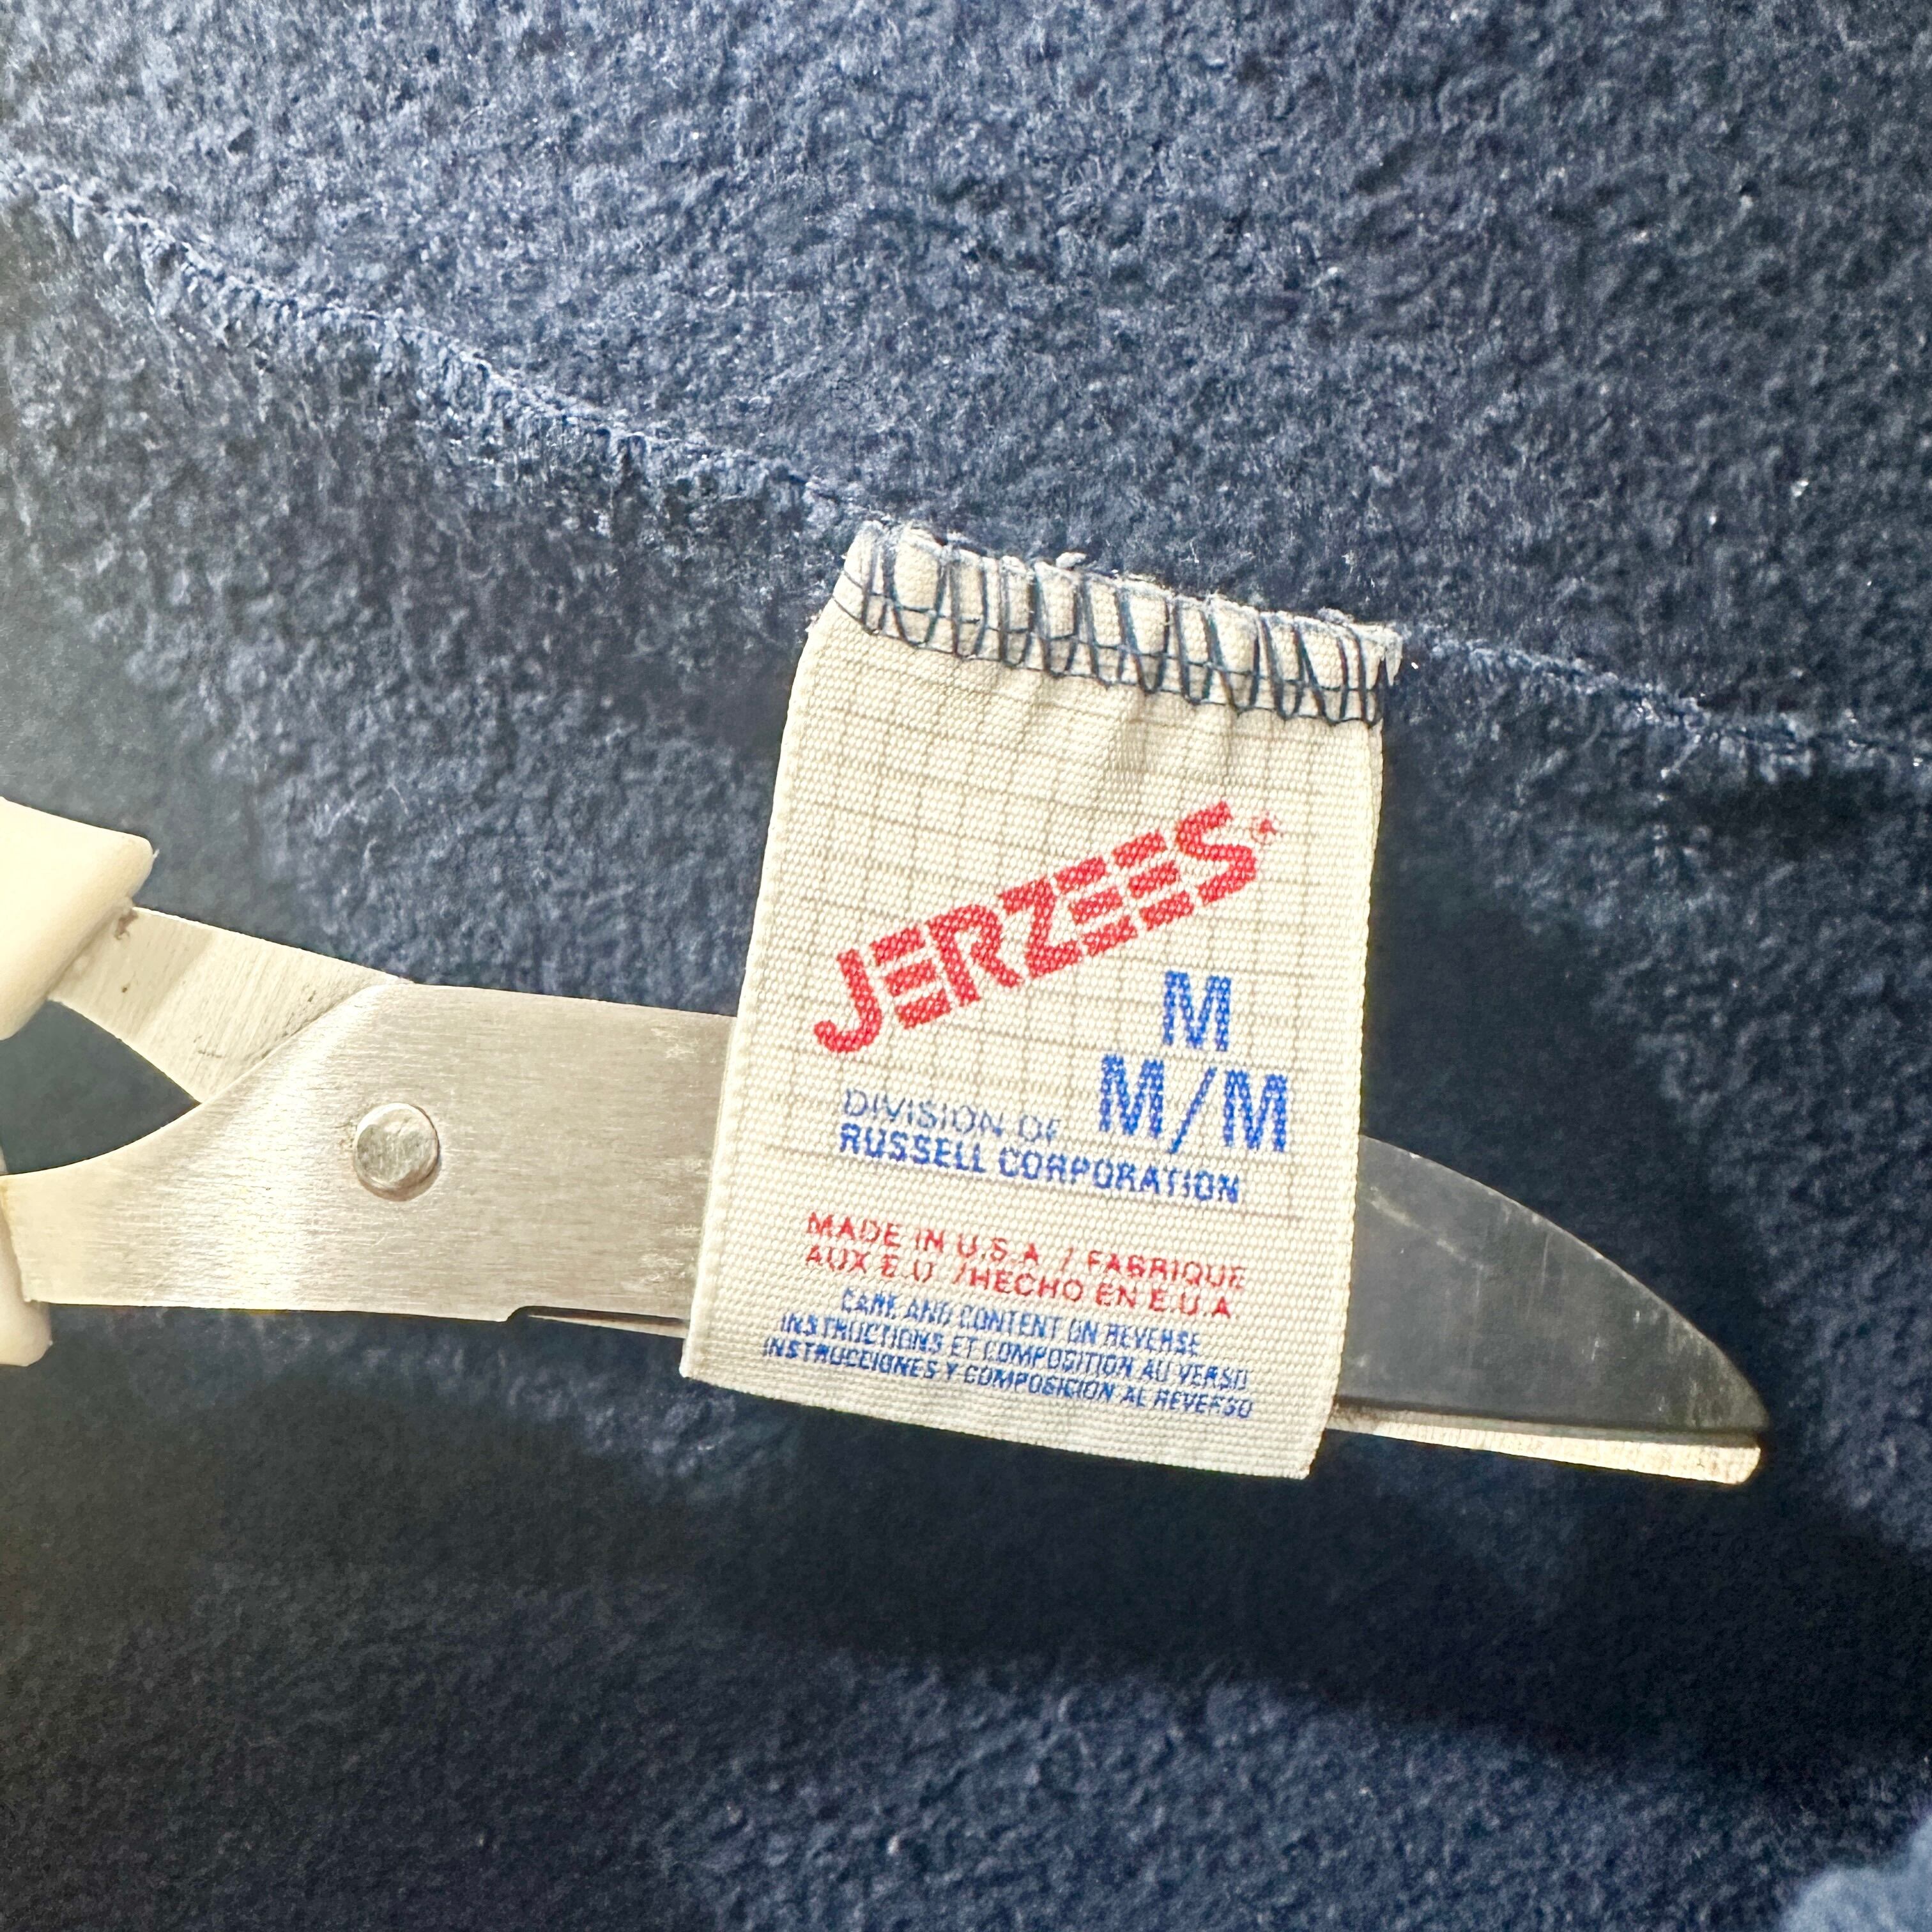 JERZEES®
M
M/M
DIVISION OF
RUSSELL CORPORATION
MADE IN U.S.A / FABRIQUE
AUX E.U /HECHO EN E.U.A
CARE AND CONTENT ON REVERSE
INSTRUCTIONS ET COMPOSITION AU VERSO
INSTRUCCIONES Y COMPOSICION AL REVERSO